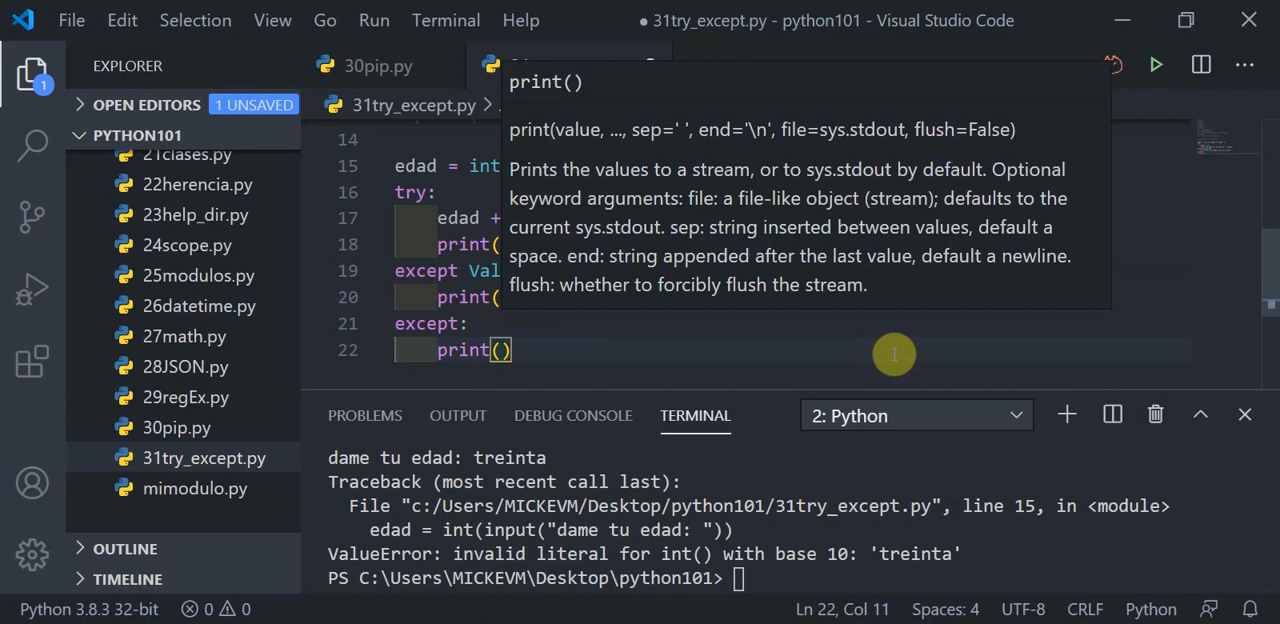 File Edit Selection View Go Run Terminal Help ● 31try_except.py - python101 - Visual Studio Code
EXPLORER
OPEN EDITORS 1 UNSAVED
PYTHON101
21clases.py
22herencia.py
23help_dir.py
24scope.py
25modulos.py
26datetime.py
27math.py
28JSON.py
29regEx.py
30pip.py
31try_except.py
mimodulo.py
OUTLINE
TIMELINE
1
30pip.py
31try_except.py >
print()
print(value, ..., sep=' ', end='\n', file=sys.stdout, flush=False)
Prints the values to a stream, or to sys.stdout by default. Optional
keyword arguments: file: a file-like object (stream); defaults to the
current sys.stdout. sep: string inserted between values, default a
space. end: string appended after the last value, default a newline.
flush: whether to forcibly flush the stream.
14
15 edad = int
16 try:
17 edad +
18 print(
19 except Val
20 print(
21 except:
22 print()
PROBLEMS OUTPUT DEBUG CONSOLE TERMINAL 2: Python
dame tu edad: treinta
Traceback (most recent call last):
File "c:/Users/MICKEVM/Desktop/python101/31try_except.py", line 15, in <module>
edad = int(input("dame tu edad: "))
ValueError: invalid literal for int() with base 10: 'treinta'
PS C:\Users\MICKEVM\Desktop\python101>
Python 3.8.3 32-bit 0 0 Ln 22, Col 11 Spaces: 4 UTF-8 CRLF Python